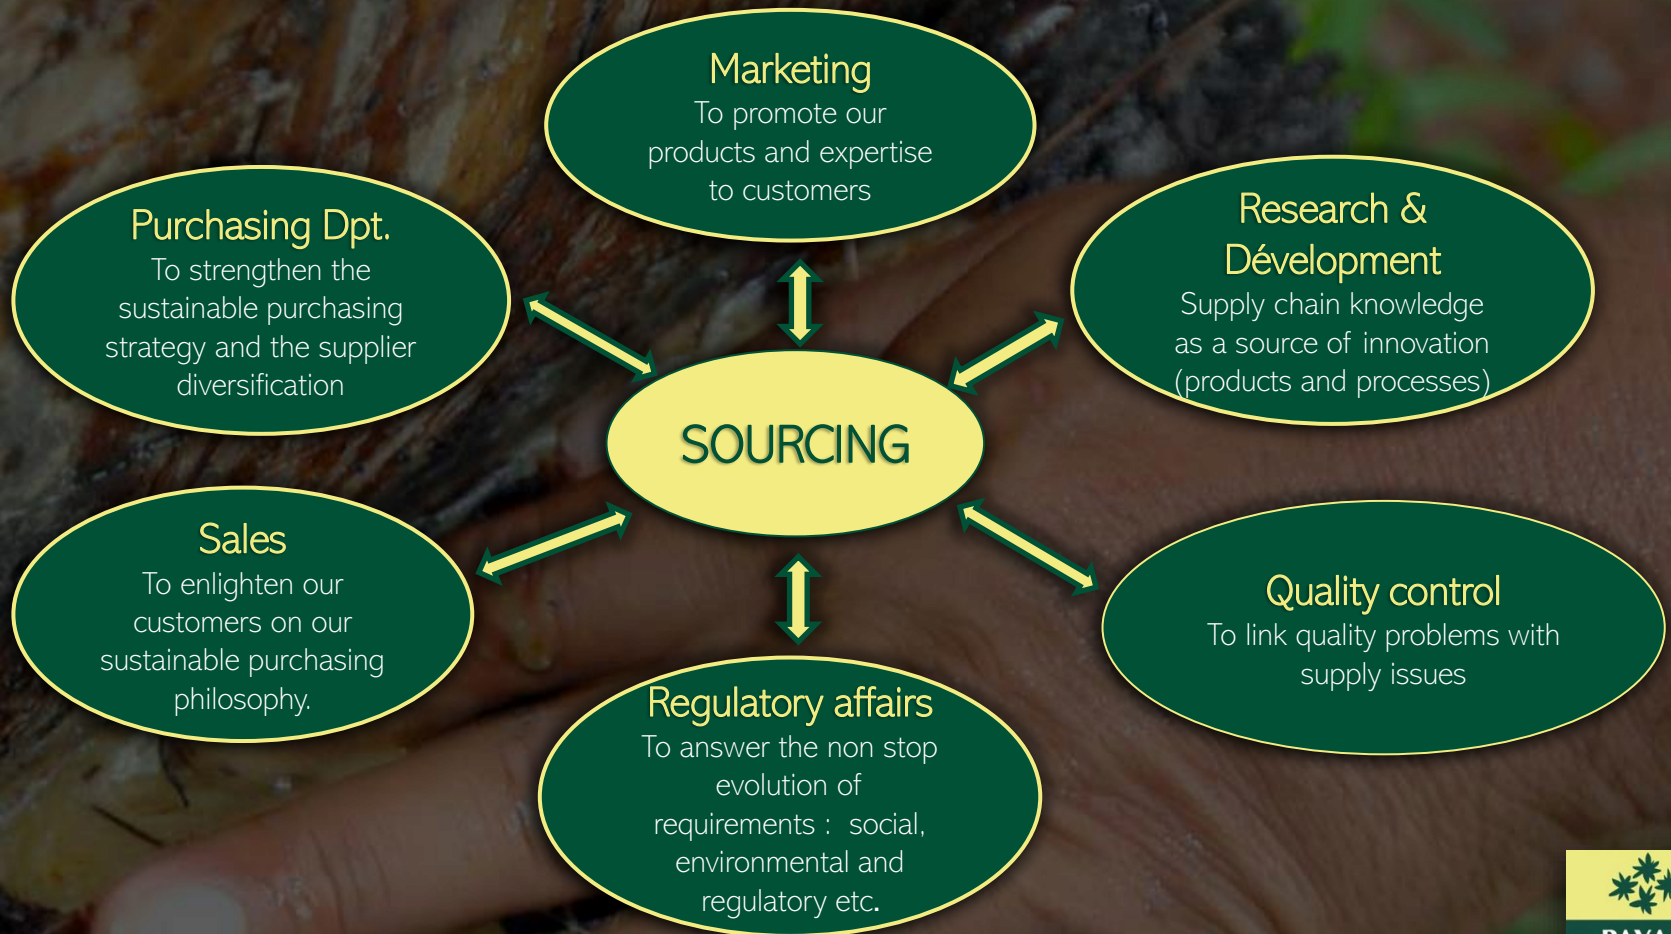 Marketing
To promote our
products and expertise
to customers
Purchasing Dpt.
To strengthen the
sustainable purchasing
strategy and the supplier
diversification
Research &
Dévelopment
Supply chain knowledge
as a source of innovation
(products and processes)
SOURCING
Sales
To enlighten our
customers on our
sustainable purchasing
philosophy.
Quality control
To link quality problems with
supply issues
Regulatory affairs
To answer the non stop
evolution of
requirements : social,
environmental and
regulatory etc.